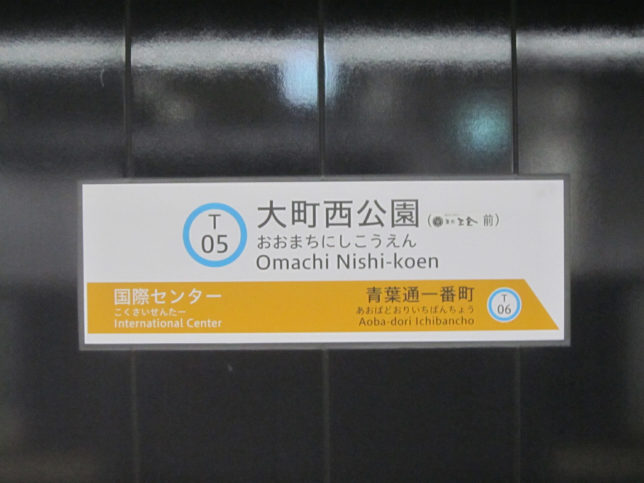 T
05
大町西公園 (前)
おおまちにしこうえん
Omachi Nishi-koen
国際センター
こくさいせんたー
International Center
青葉通一番町
あおばどおりいちばんちょう
Aoba-dori Ichibancho
T
06